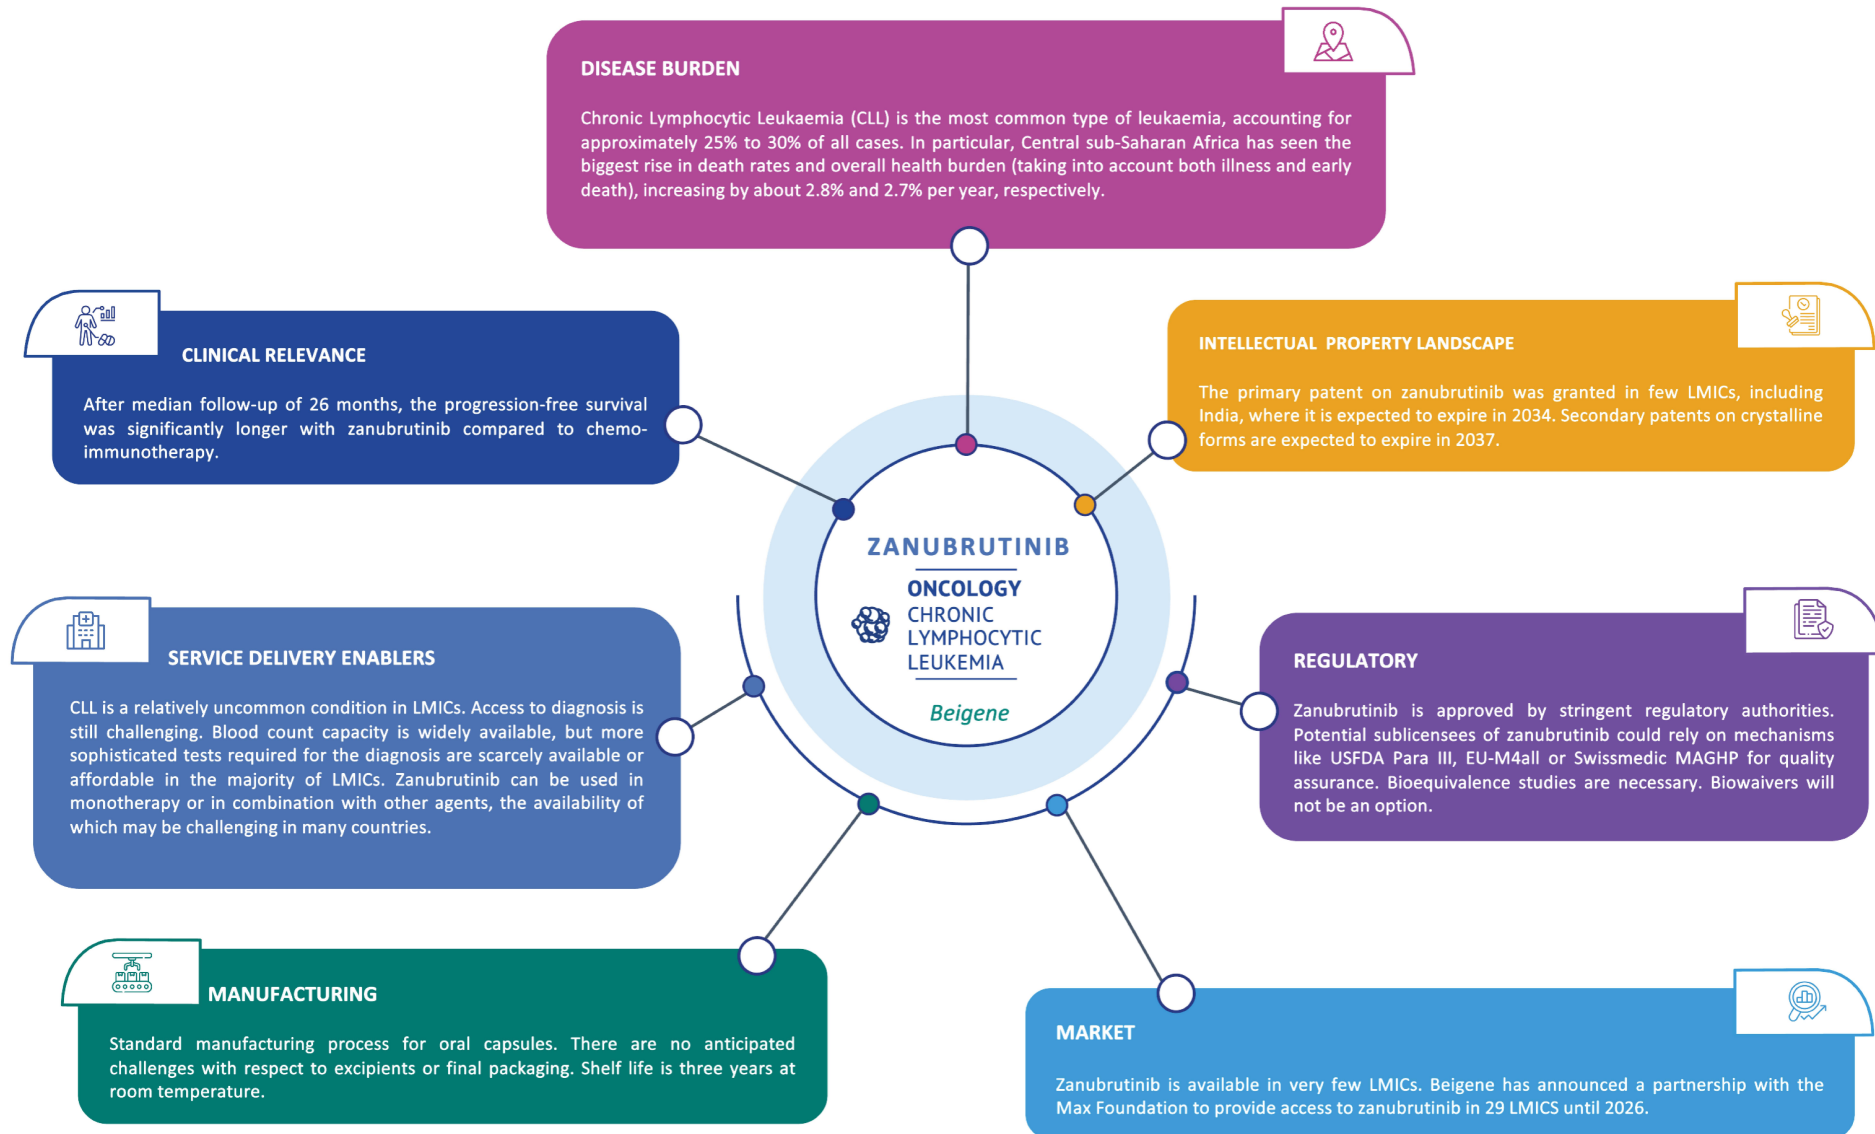 DISEASE BURDEN
Chronic Lymphocytic Leukaemia (CLL) is the most common type of leukaemia, accounting for
approximately 25% to 30% of all cases. In particular, Central sub-Saharan Africa has seen the
biggest rise in death rates and overall health burden (taking into account both illness and early
death), increasing by about 2.8% and 2.7% per year, respectively.
CLINICAL RELEVANCE
After median follow-up of 26 months, the progression-free survival
was significantly longer with zanubrutinib compared to chemo-
immunotherapy.
INTELLECTUAL PROPERTY LANDSCAPE
The primary patent on zanubrutinib was granted in few LMICs, including
India, where it is expected to expire in 2034. Secondary patents on crystalline
forms are expected to expire in 2037.
ZANUBRUTINIB
ONCOLOGY
CHRONIC
LYMPHOCYTIC
LEUKEMIA
Beigene
SERVICE DELIVERY ENABLERS
CLL is a relatively uncommon condition in LMICs. Access to diagnosis is
still challenging. Blood count capacity is widely available, but more
sophisticated tests required for the diagnosis are scarcely available or
affordable in the majority of LMICs. Zanubrutinib can be used in
monotherapy or in combination with other agents, the availability of
which may be challenging in many countries.
REGULATORY
Zanubrutinib is approved by stringent regulatory authorities.
Potential sublicensees of zanubrutinib could rely on mechanisms
like USFDA Para III, EU-M4all or Swissmedic MAGHP for quality
assurance. Bioequivalence studies are necessary. Biowaivers will
not be an option.
MANUFACTURING
Standard manufacturing process for oral capsules. There are no anticipated
challenges with respect to excipients or final packaging. Shelf life is three years at
room temperature.
MARKET
Zanubrutinib is available in very few LMICs. Beigene has announced a partnership with the
Max Foundation to provide access to zanubrutinib in 29 LMICS until 2026.